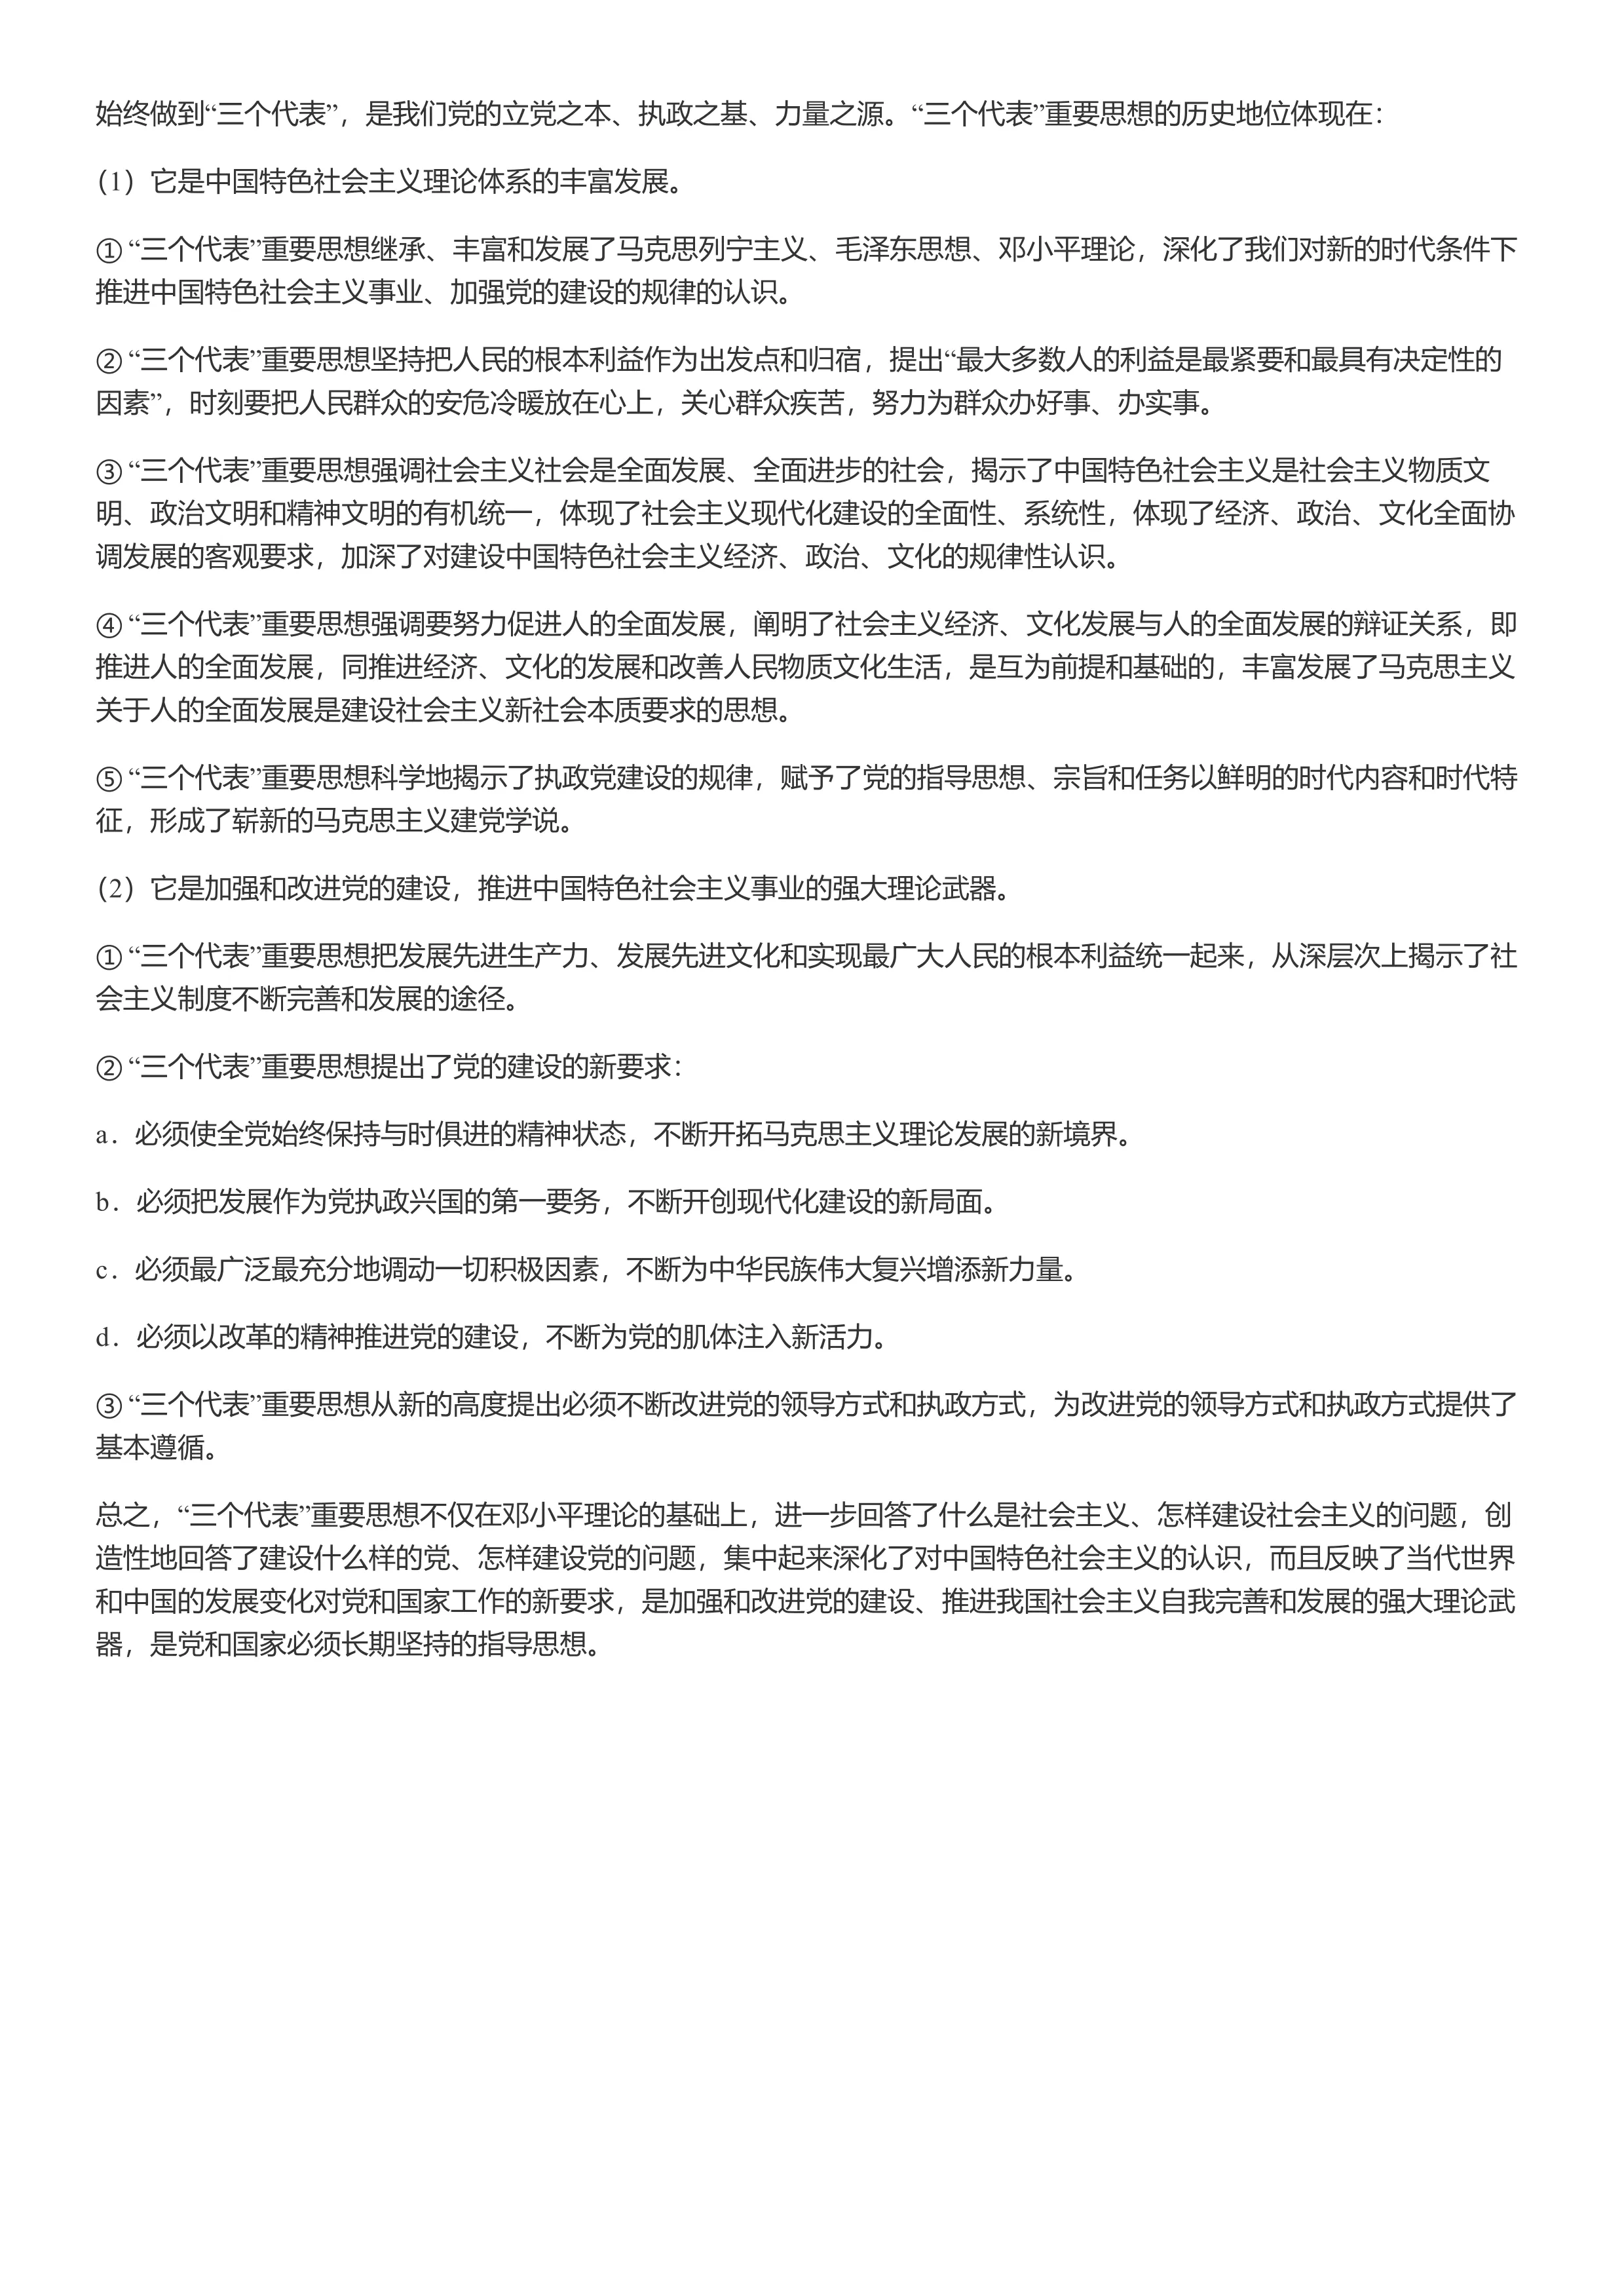 始终做到“三个代表”，是我们党的立党之本、执政之基、力量之源。“三个代表”重要思想的历史地位体现在：
（1）它是中国特色社会主义理论体系的丰富发展。
① “三个代表”重要思想继承、丰富和发展了马克思列宁主义、毛泽东思想、邓小平理论，深化了我们对新的时代条件下
推进中国特色社会主义事业、加强党的建设的规律的认识。
② “三个代表”重要思想坚持把人民的根本利益作为出发点和归宿，提出“最大多数人的利益是最紧要和最具有决定性的
因素”，时刻要把人民群众的安危冷暖放在心上，关心群众疾苦，努力为群众办好事、办实事。
③ “三个代表”重要思想强调社会主义社会是全面发展、全面进步的社会，揭示了中国特色社会主义是社会主义物质文
明、政治文明和精神文明的有机统一，体现了社会主义现代化建设的全面性、系统性，体现了经济、政治、文化全面协
调发展的客观要求，加深了对建设中国特色社会主义经济、政治、文化的规律性认识。
④ “三个代表”重要思想强调要努力促进人的全面发展，阐明了社会主义经济、文化发展与人的全面发展的辩证关系，即
推进人的全面发展，同推进经济、文化的发展和改善人民物质文化生活，是互为前提和基础的，丰富发展了马克思主义
关于人的全面发展是建设社会主义新社会本质要求的思想。
⑤ “三个代表”重要思想科学地揭示了执政党建设的规律，赋予了党的指导思想、宗旨和任务以鲜明的时代内容和时代特
征，形成了崭新的马克思主义建党学说。
（2）它是加强和改进党的建设，推进中国特色社会主义事业的强大理论武器。
① “三个代表”重要思想把发展先进生产力、发展先进文化和实现最广大人民的根本利益统一起来，从深层次上揭示了社
会主义制度不断完善和发展的途径。
② “三个代表”重要思想提出了党的建设的新要求：
a．必须使全党始终保持与时俱进的精神状态，不断开拓马克思主义理论发展的新境界。
b．必须把发展作为党执政兴国的第一要务，不断开创现代化建设的新局面。
c．必须最广泛最充分地调动一切积极因素，不断为中华民族伟大复兴增添新力量。
d．必须以改革的精神推进党的建设，不断为党的肌体注入新活力。
③ “三个代表”重要思想从新的高度提出必须不断改进党的领导方式和执政方式，为改进党的领导方式和执政方式提供了
基本遵循。
总之，“三个代表”重要思想不仅在邓小平理论的基础上，进一步回答了什么是社会主义、怎样建设社会主义的问题，创
造性地回答了建设什么样的党、怎样建设党的问题，集中起来深化了对中国特色社会主义的认识，而且反映了当代世界
和中国的发展变化对党和国家工作的新要求，是加强和改进党的建设、推进我国社会主义自我完善和发展的强大理论武
器，是党和国家必须长期坚持的指导思想。